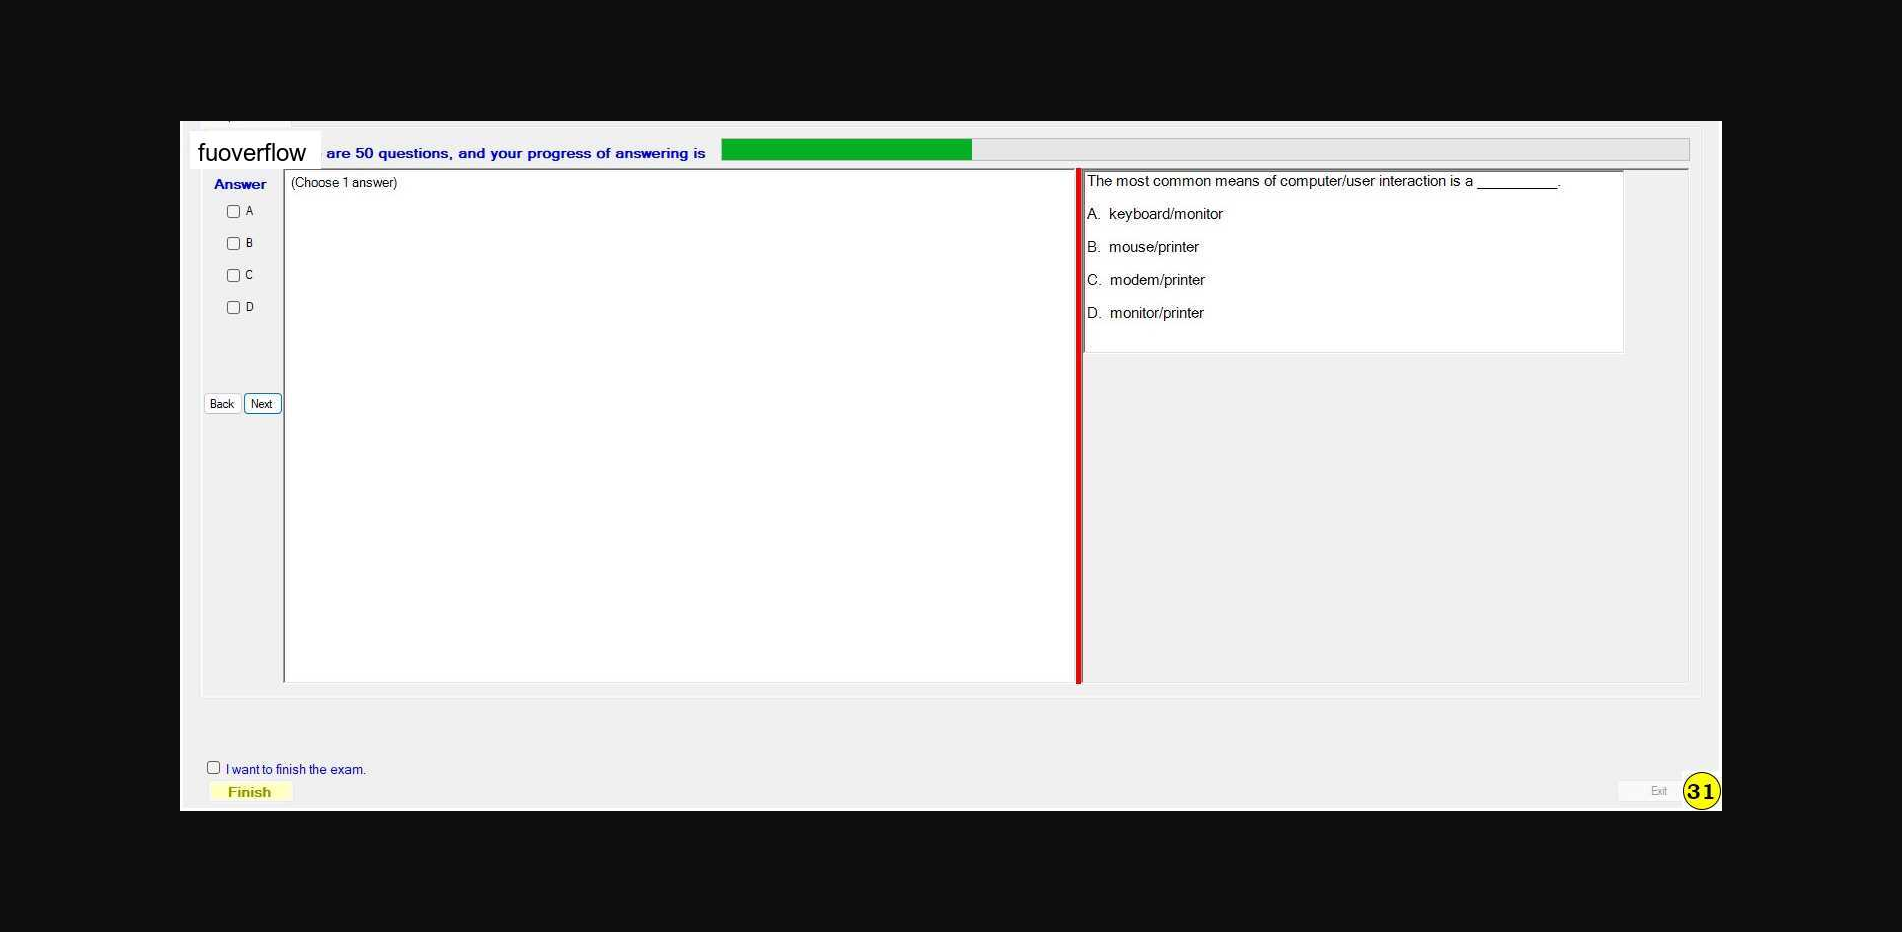 fuoverflow are 50 questions, and your progress of answering is
Answer
A
B
C
D
Back Next
(Choose 1 answer)
The most common means of computer/user interaction is a __________.
A. keyboard/monitor
B. mouse/printer
C. modem/printer
D. monitor/printer
I want to finish the exam.
Finish
Exit
31